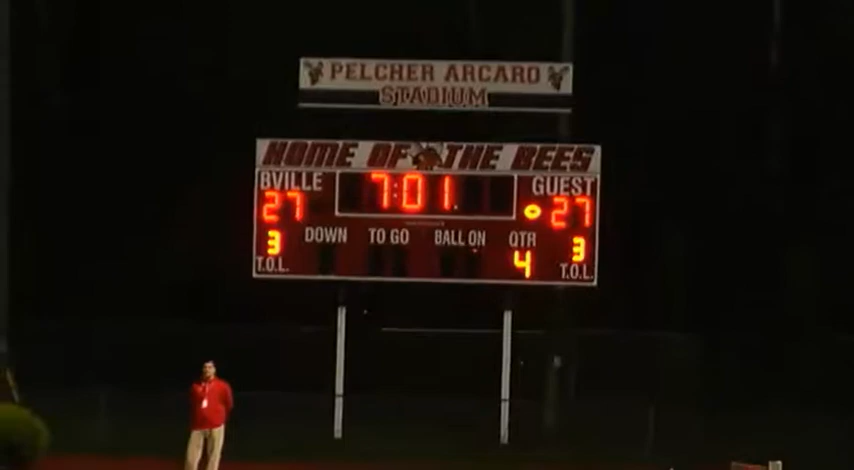 PELCHER ARCARO
STADIUM
HOME OF THE BEES
BVILLE 7:01 GUEST
27 27
DOWN TO GO BALL ON QTR
3 4 3
T.O.L. T.O.L.